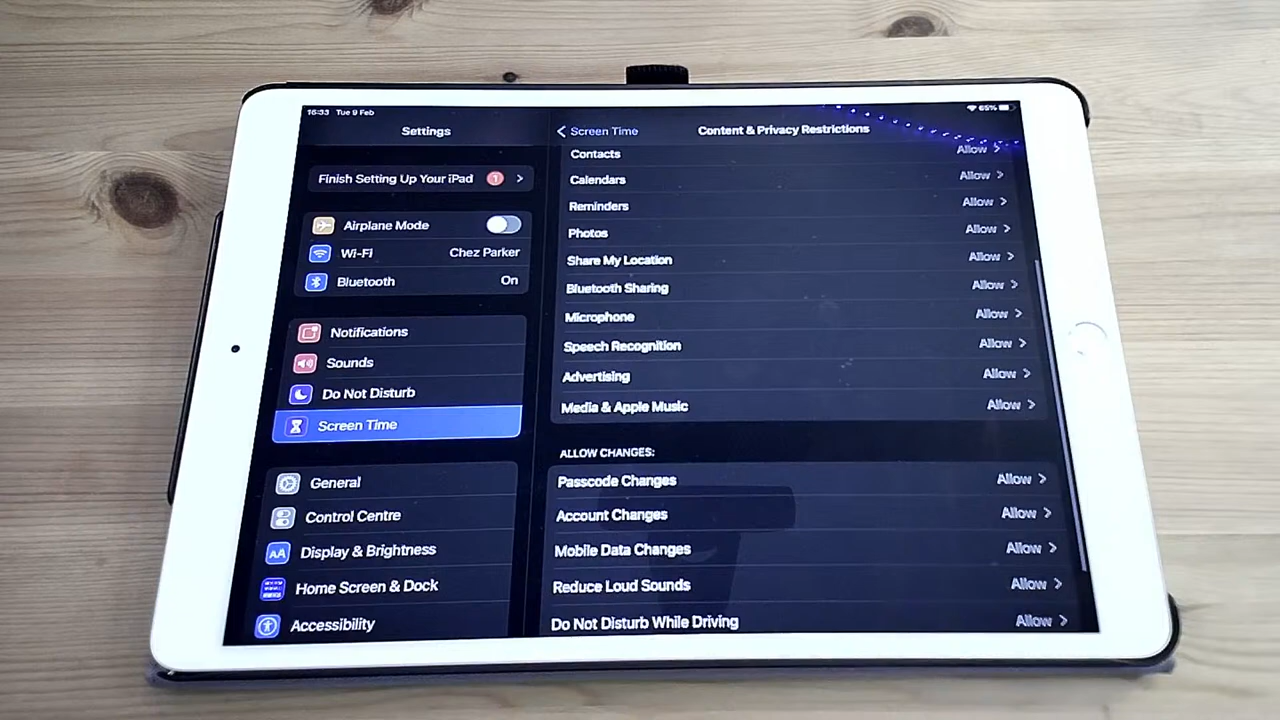 16:33 Tue 9 Feb
65%
Settings
Finish Setting Up Your iPad 1
Airplane Mode
Wi-Fi Chez Parker
Bluetooth On
Notifications
Sounds
Do Not Disturb
Screen Time
General
Control Centre
AA Display & Brightness
Home Screen & Dock
Accessibility
Screen Time
Content & Privacy Restrictions
Contacts Allow
Calendars Allow
Reminders Allow
Photos Allow
Share My Location Allow
Bluetooth Sharing Allow
Microphone Allow
Speech Recognition Allow
Advertising Allow
Media & Apple Music Allow
ALLOW CHANGES:
Passcode Changes Allow
Account Changes Allow
Mobile Data Changes Allow
Reduce Loud Sounds Allow
Do Not Disturb While Driving Allow